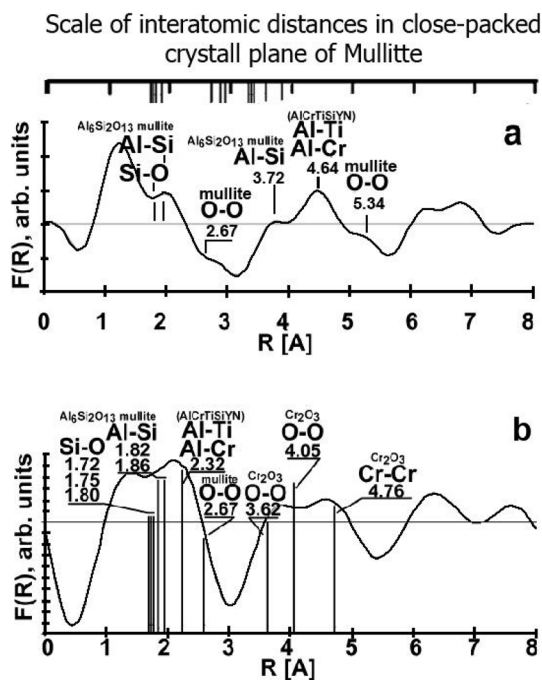 Scale of interatomic distances in close-packed
crystall plane of Mullitte
a
F(R), arb. units
Al6Si2O13 mullite
Al-Si
Si-O
mullite
O-O
2.67
Al6Si2O13 mullite
Al-Si
3.72
(AlCrTiSiYN)
Al-Ti
Al-Cr
4.64
mullite
O-O
5.34
0 1 2 3 4 5 6 7 8
R [A]
b
F(R), arb. units
Al6Si2O13 mullite
Si-O
1.72
1.75
1.80
Al-Si
1.82
1.86
(AlCrTiSiYN)
Al-Ti
Al-Cr
2.32
mullite
O-O
2.67
Cr2O3
O-O
3.62
Cr2O3
O-O
4.05
Cr2O3
Cr-Cr
4.76
0 1 2 3 4 5 6 7 8
R [A]